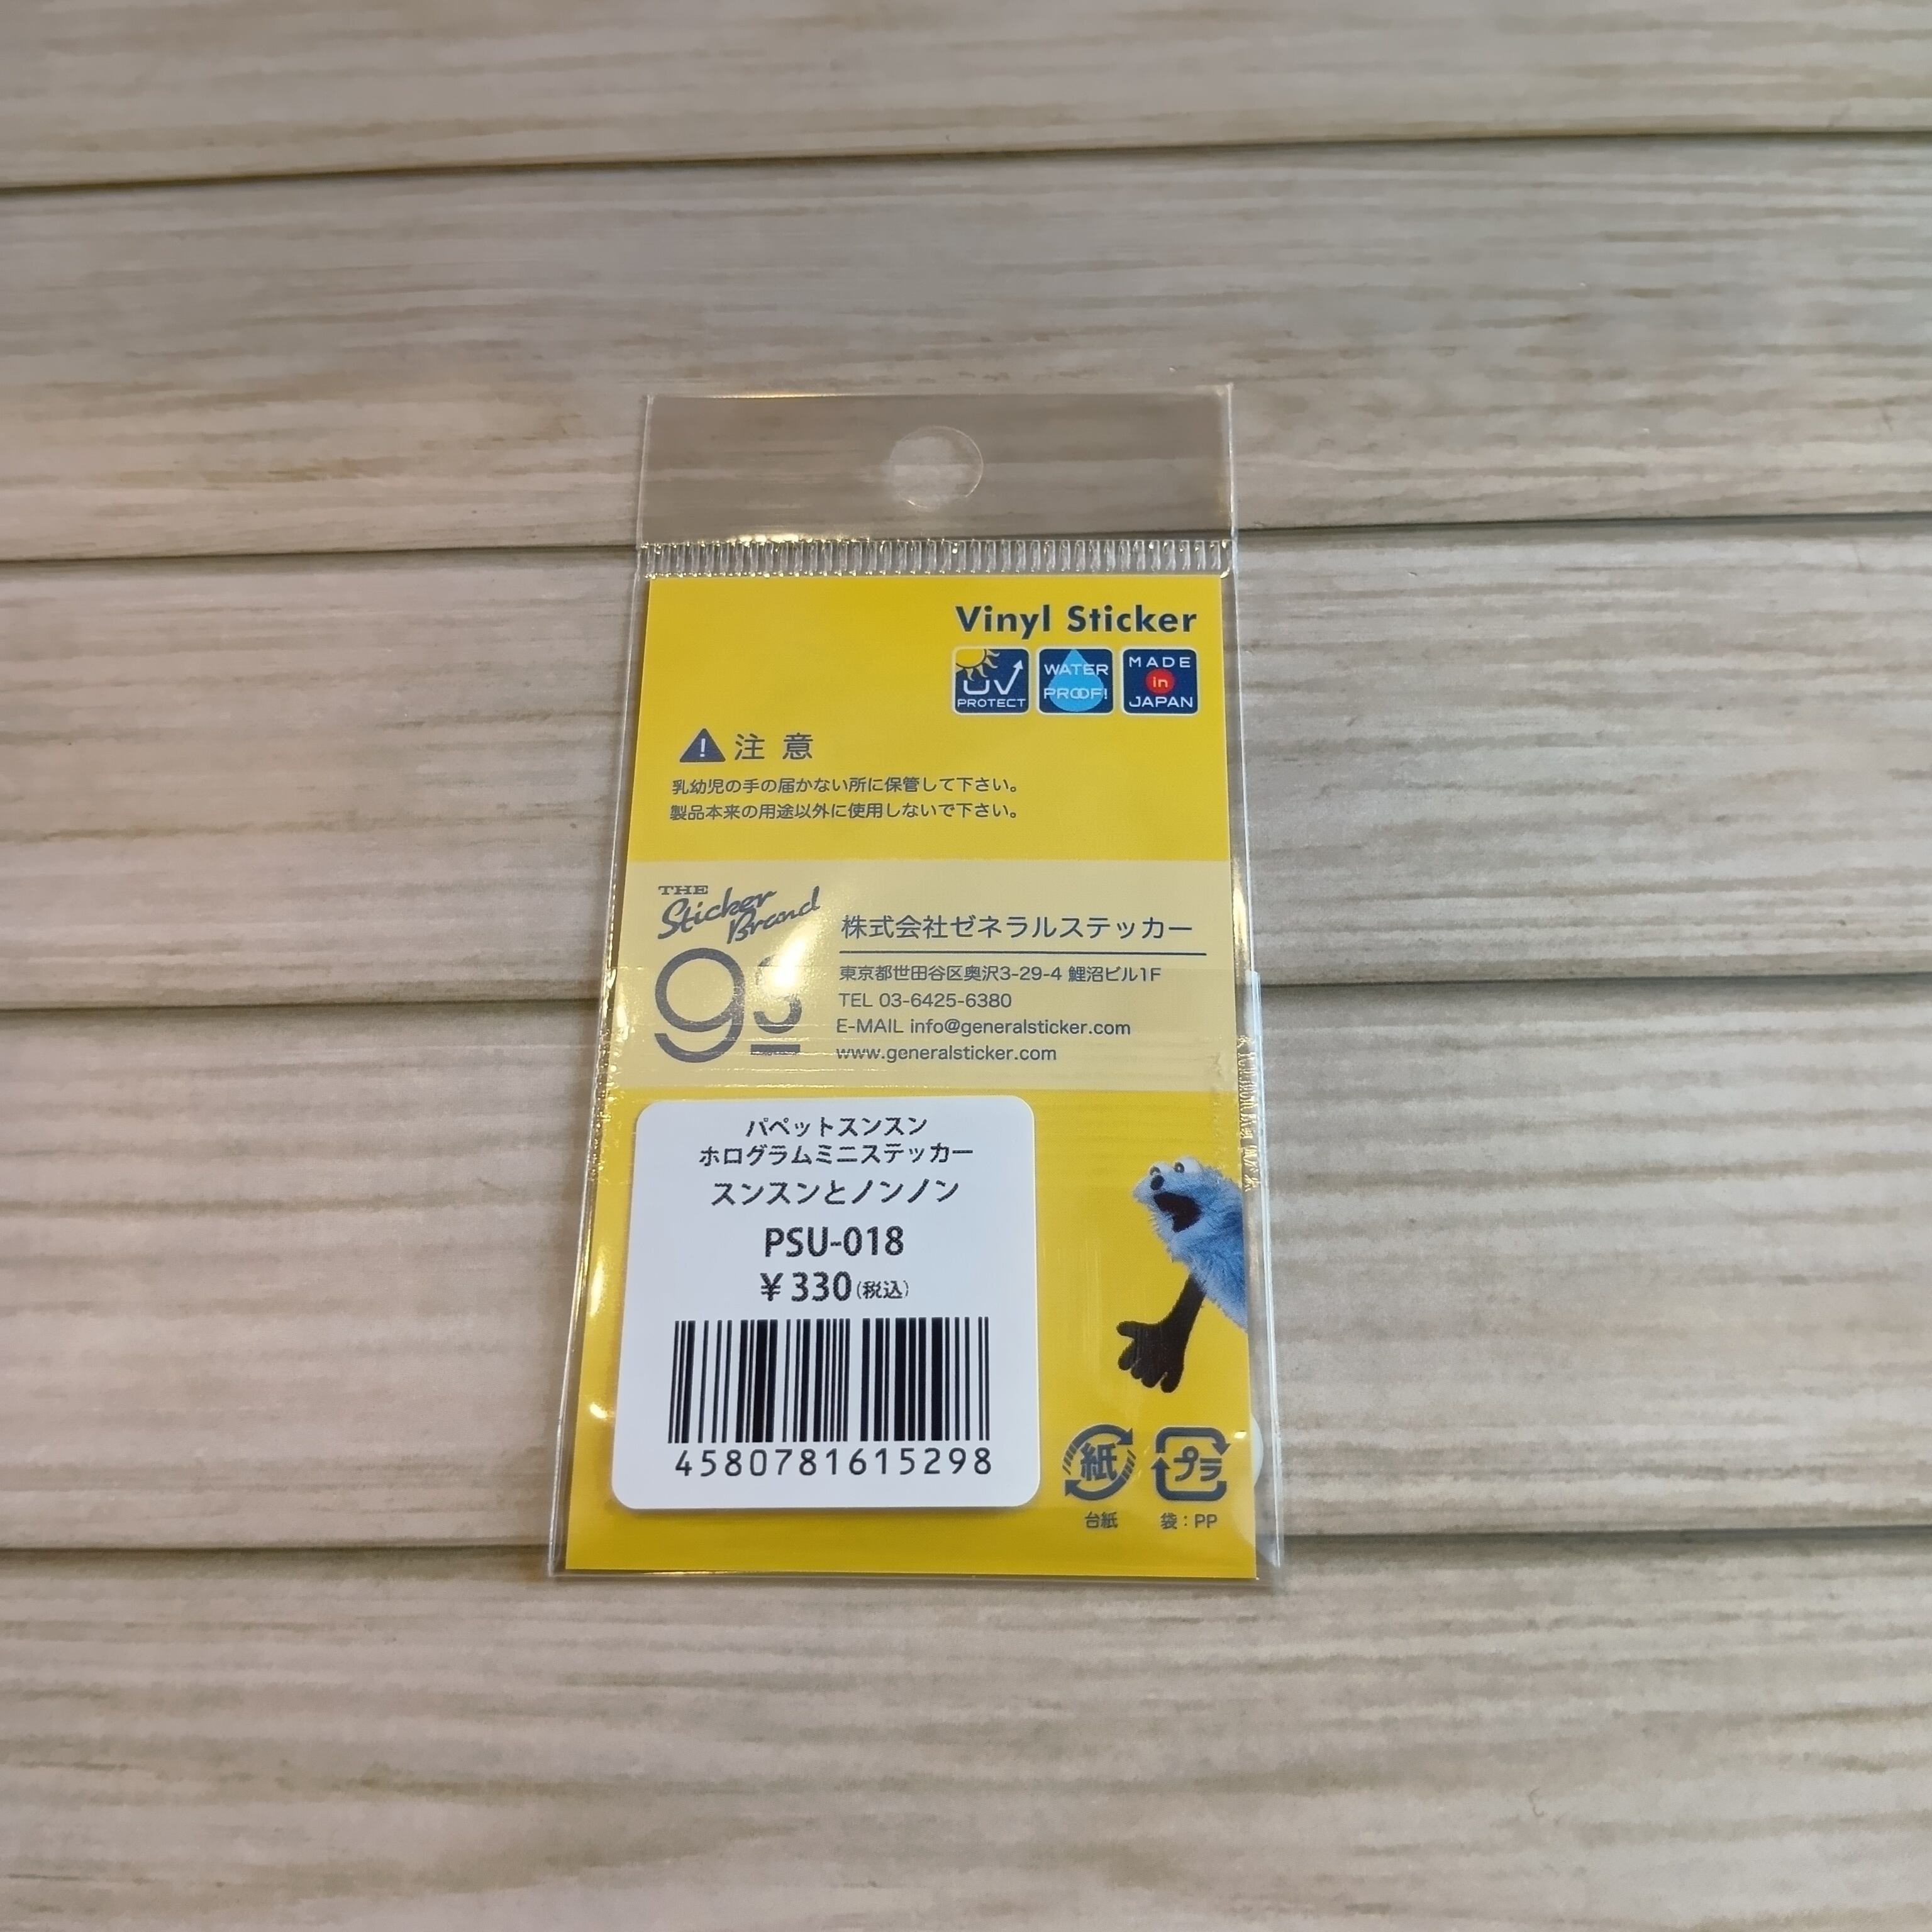 Vinyl Sticker
UV
PROTECT
WATER
PROOF!
MADE
in
JAPAN
注意
乳幼児の手の届かない所に保管して下さい。
製品本来の用途以外に使用しないで下さい。
THE
Sticker
Brand
gs
株式会社ゼネラルステッカー
東京都世田谷区奥沢3-29-4 鯉沼ビル1F
TEL 03-6425-6380
E-MAIL info@generalsticker.com
www.generalsticker.com
パペットスンスン
ホログラムミニステッカー
スンスンとノンノン
PSU-018
¥330(税込)
4580781615298
紙
台紙
プラ
袋：PP